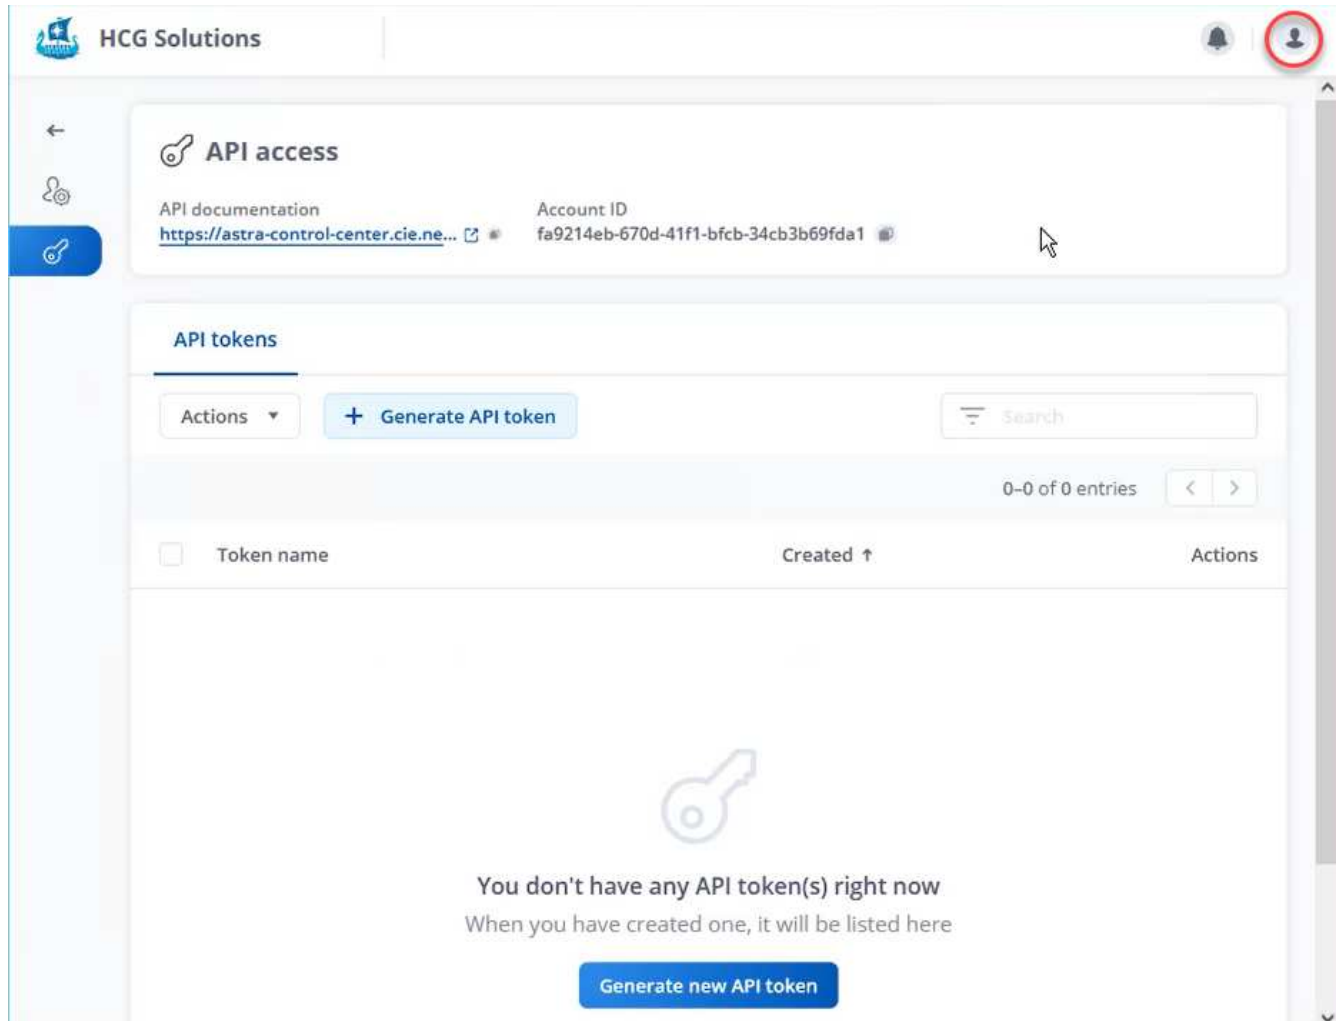 HCG Solutions
API access
API documentation
Account ID
https://astra-control-center.cie.ne...
fa9214eb-670d-41f1-bfcb-34cb3b69fda1
API tokens
Actions
+ Generate API token
Search
0–0 of 0 entries
Token name
Created ↑
Actions
You don't have any API token(s) right now
When you have created one, it will be listed here
Generate new API token